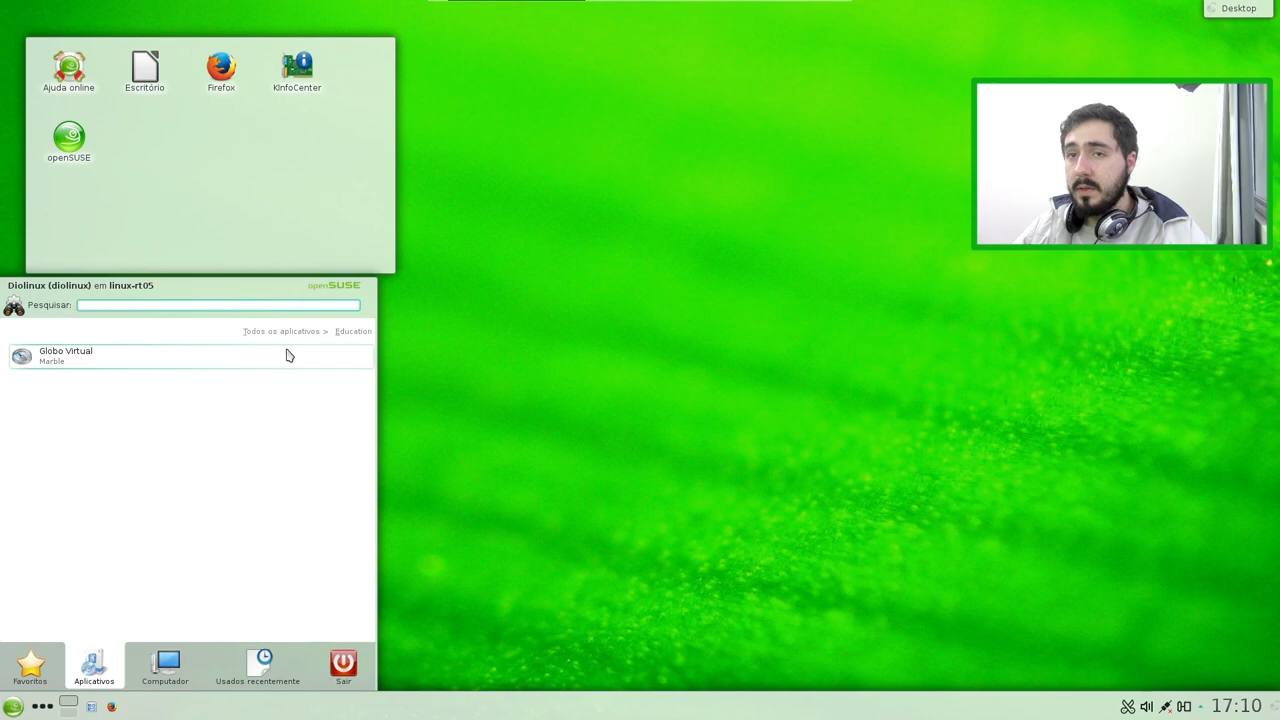 Desktop
Ajuda online
Escritório
Firefox
KInfoCenter
openSUSE
Diolinux (diolinux) em linux-rt05
openSUSE
Pesquisar:
Todos os aplicativos > Education
Globo Virtual
Marble
Favoritos
Aplicativos
Computador
Usados recentemente
Sair
17:10